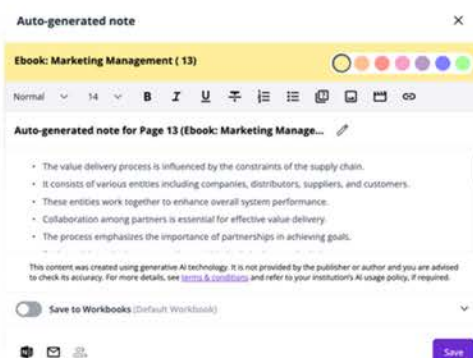 Auto-generated note
Ebook: Marketing Management ( 13)
Normal 14 B I U
Auto-generated note for Page 13 (Ebook: Marketing Manage...
• The value delivery process is influenced by the constraints of the supply chain.
• It consists of various entities including companies, distributors, suppliers, and customers.
• These entities work together to enhance overall system performance.
• Collaboration among partners is essential for effective value delivery.
• The process emphasizes the importance of partnerships in achieving goals.
This content was created using generative AI technology. It is not provided by the publisher or author and you are advised
to check its accuracy. For more details, see terms & conditions and refer to your institution's AI usage policy, if required.
Save to Workbooks (Default Workbook)
Save